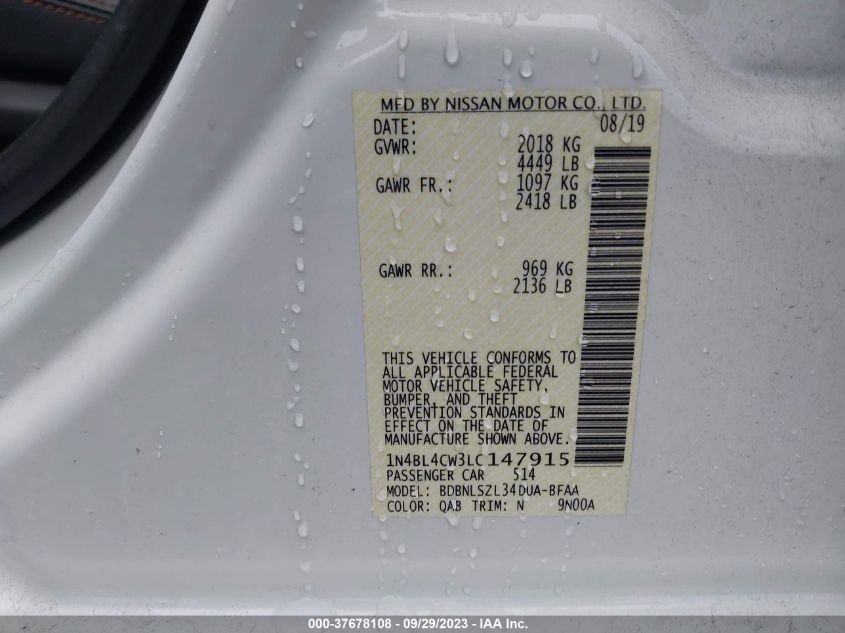 MFD BY NISSAN MOTOR CO., LTD.
DATE: 08/19
GVWR: 2018 KG
4449 LB
GAWR FR.: 1097 KG
2418 LB
GAWR RR.: 969 KG
2136 LB
THIS VEHICLE CONFORMS TO
ALL APPLICABLE FEDERAL
MOTOR VEHICLE SAFETY,
BUMPER, AND THEFT
PREVENTION STANDARDS IN
EFFECT ON THE DATE OF
MANUFACTURE SHOWN ABOVE.
1N4BL4CW3LC147915
PASSENGER CAR 514
MODEL: BDBNLSZL34DUA-BFAA
COLOR: QAB TRIM: N 9N00A
000-37678108 - 09/29/2023 - IAA Inc.